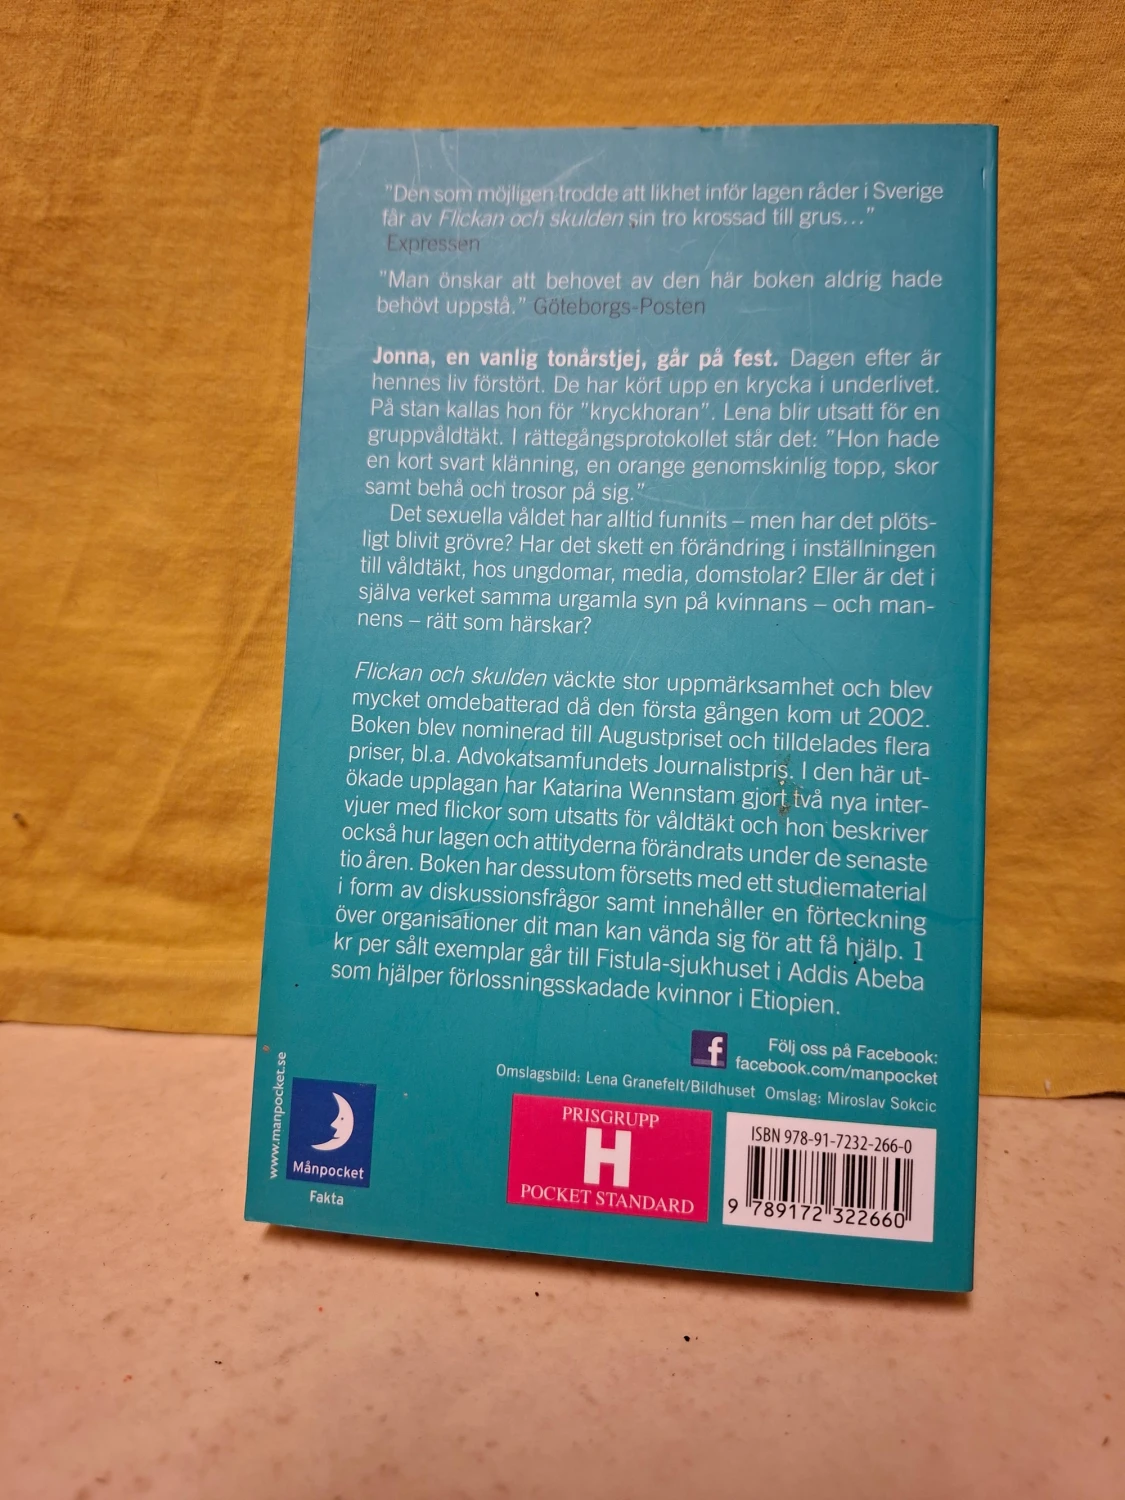 "Den som möjligen trodde att likhet inför lagen råder i Sverige
får av Flickan och skulden sin tro krossad till grus..."
Expressen
"Man önskar att behovet av den här boken aldrig hade
behövt uppstå." Göteborgs-Posten
Jonna, en vanlig tonårstjej, går på fest. Dagen efter är
hennes liv förstört. De har kört upp en krycka i underlivet.
På stan kallas hon för "kryckhoran". Lena blir utsatt för en
gruppvåldtäkt. I rättegångsprotokollet står det: "Hon hade
en kort svart klänning, en orange genomskinlig topp, skor
samt behå och trosor på sig."
Det sexuella våldet har alltid funnits – men har det plöts-
ligt blivit grövre? Har det skett en förändring i inställningen
till våldtäkt, hos ungdomar, media, domstolar? Eller är det i
själva verket samma urgamla syn på kvinnans – och man-
nens – rätt som härskar?
Flickan och skulden väckte stor uppmärksamhet och blev
mycket omdebatterad då den första gången kom ut 2002.
Boken blev nominerad till Augustpriset och tilldelades flera
priser, bl.a. Advokatsamfundets Journalistpris. I den här ut-
ökade upplagan har Katarina Wennstam gjort två nya inter-
vjuer med flickor som utsatts för våldtäkt och hon beskriver
också hur lagen och attityderna förändrats under de senaste
tio åren. Boken har dessutom försetts med ett studiematerial
i form av diskussionsfrågor samt innehåller en förteckning
över organisationer dit man kan vända sig för att få hjälp. 1
kr per sålt exemplar går till Fistula-sjukhuset i Addis Abeba
som hjälper förlossningsskadade kvinnor i Etiopien.
f
Följ oss på Facebook:
facebook.com/manpocket
Omslagsbild: Lena Granefelt/Bildhuset Omslag: Miroslav Sokcic
www.manpocket.se
Månpocket
Fakta
PRISGRUPP
H
POCKET STANDARD
ISBN 978-91-7232-266-0
9 789172 322660